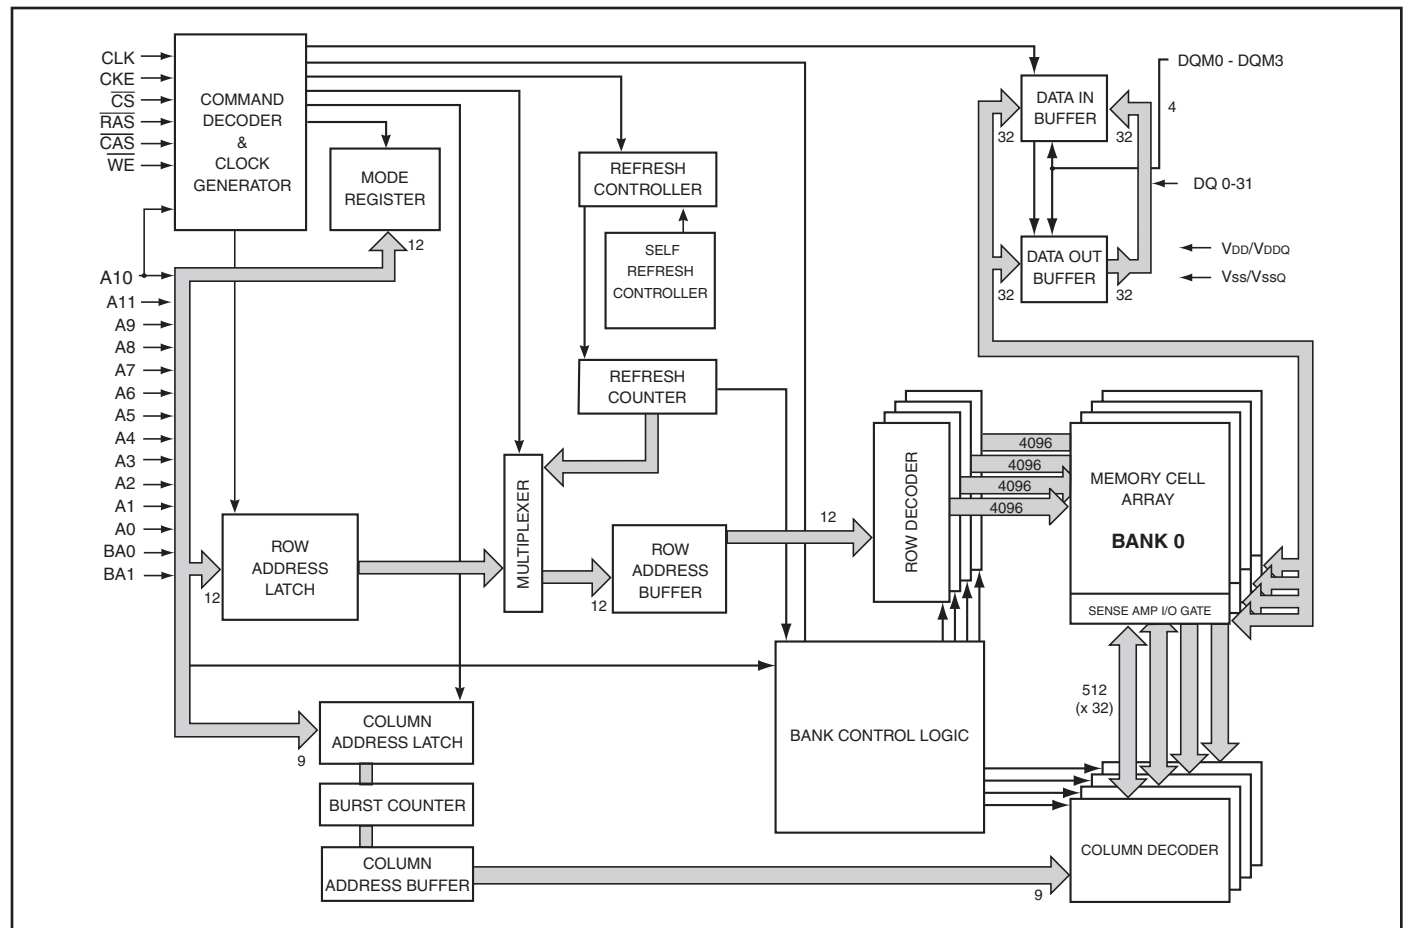 CLK
CKE
CS
RAS
CAS
WE
A10
A11
A9
A8
A7
A6
A5
A4
A3
A2
A1
A0
BA0
BA1
COMMAND
DECODER
&
CLOCK
GENERATOR
MODE
REGISTER
12
REFRESH
CONTROLLER
SELF
REFRESH
CONTROLLER
REFRESH
COUNTER
MULTIPLEXER
ROW
ADDRESS
LATCH
12
ROW
ADDRESS
BUFFER
12
12
COLUMN
ADDRESS LATCH
9
BURST COUNTER
COLUMN
ADDRESS BUFFER
9
BANK CONTROL LOGIC
ROW DECODER
4096
4096
4096
4096
MEMORY CELL
ARRAY
BANK 0
SENSE AMP I/O GATE
512
(x 32)
COLUMN DECODER
DATA IN
BUFFER
32
32
DATA OUT
BUFFER
32
32
DQM0 - DQM3
4
DQ 0-31
VDD/VDDQ
Vss/VssQ